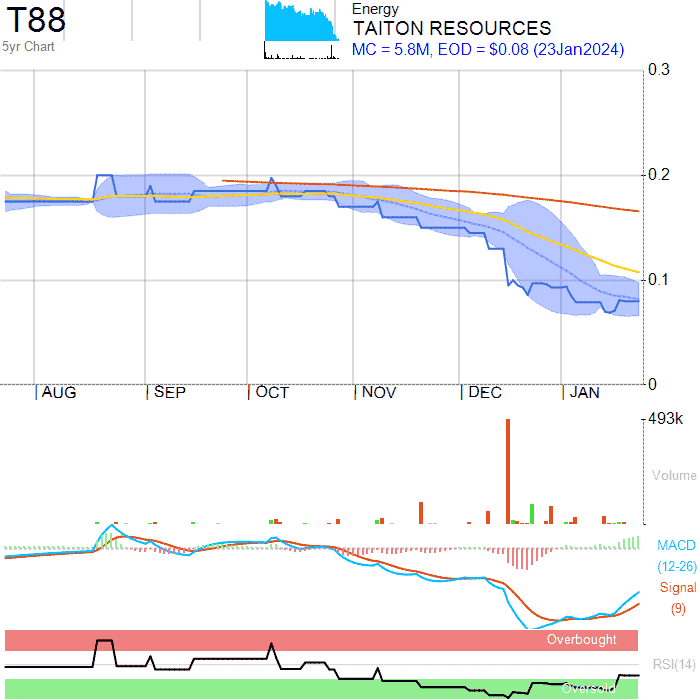 T88
5yr Chart
Energy
TAITON RESOURCES
MC = 5.8M, EOD = $0.08 (23Jan2024)
0.3
0.2
0.1
0
AUG SEP OCT NOV DEC JAN
493k
Volume
MACD
(12-26)
Signal
(9)
Overbought
RSI(14)
Oversold